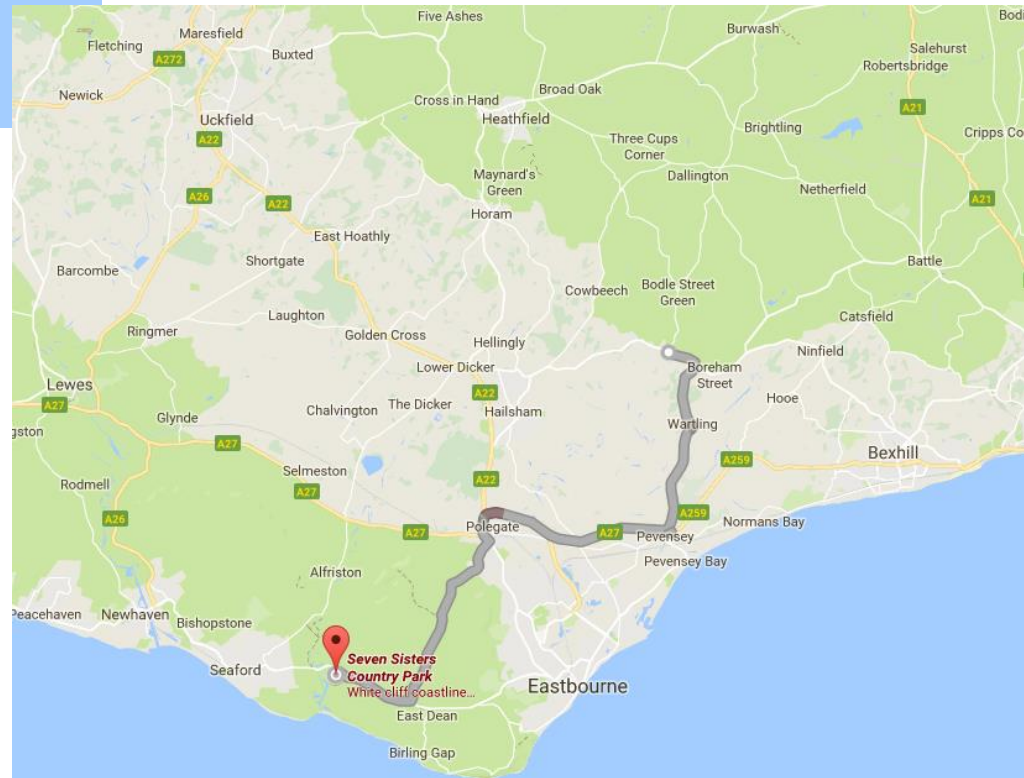 Five Ashes
Burwash
Bodi
Maresfield
Fletching
A272
Buxted
Salehurst
Robertsbridge
Newick
Cross in Hand
Broad Oak
Heathfield
A21
Uckfield
A22
Three Cups
Corner
Brightling
Cripps Co
Maynard's
Green
Dallington
Netherfield
A26
A22
A21
Horam
East Hoathly
Shortgate
Battle
Barcombe
Cowbeech
Bodle Street
Green
Laughton
Catsfield
Ringmer
Golden Cross
Hellingly
Ninfield
Lower Dicker
Boreham
Street
Lewes
A22
A27
Chalvington
The Dicker
Hailsham
Hooe
Glynde
gston
Wartling
A27
Bexhill
A259
Selmeston
A22
Rodmell
A27
A26
A259
Normans Bay
A27
Polegate
A27
Pevensey
Pevensey Bay
Alfriston
Peacehaven
Newhaven
Bishopstone
Seaford
Seven Sisters
Country Park
White cliff coastline...
Eastbourne
East Dean
Birling Gap